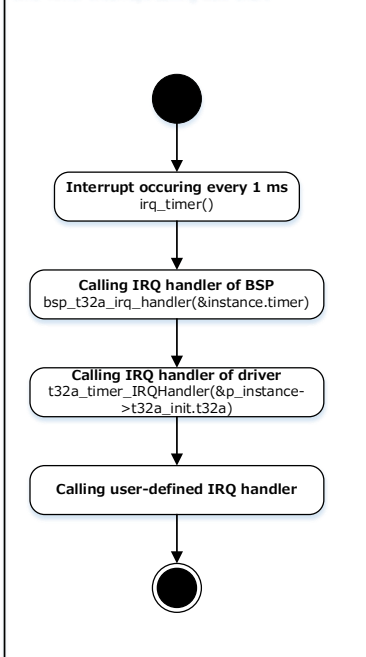 Interrupt occuring every 1 ms
irq_timer()
Calling IRQ handler of BSP
bsp_t32a_irq_handler(&instance.timer)
Calling IRQ handler of driver
t32a_timer_IRQHandler(&p_instance-
>t32a_init.t32a)
Calling user-defined IRQ handler